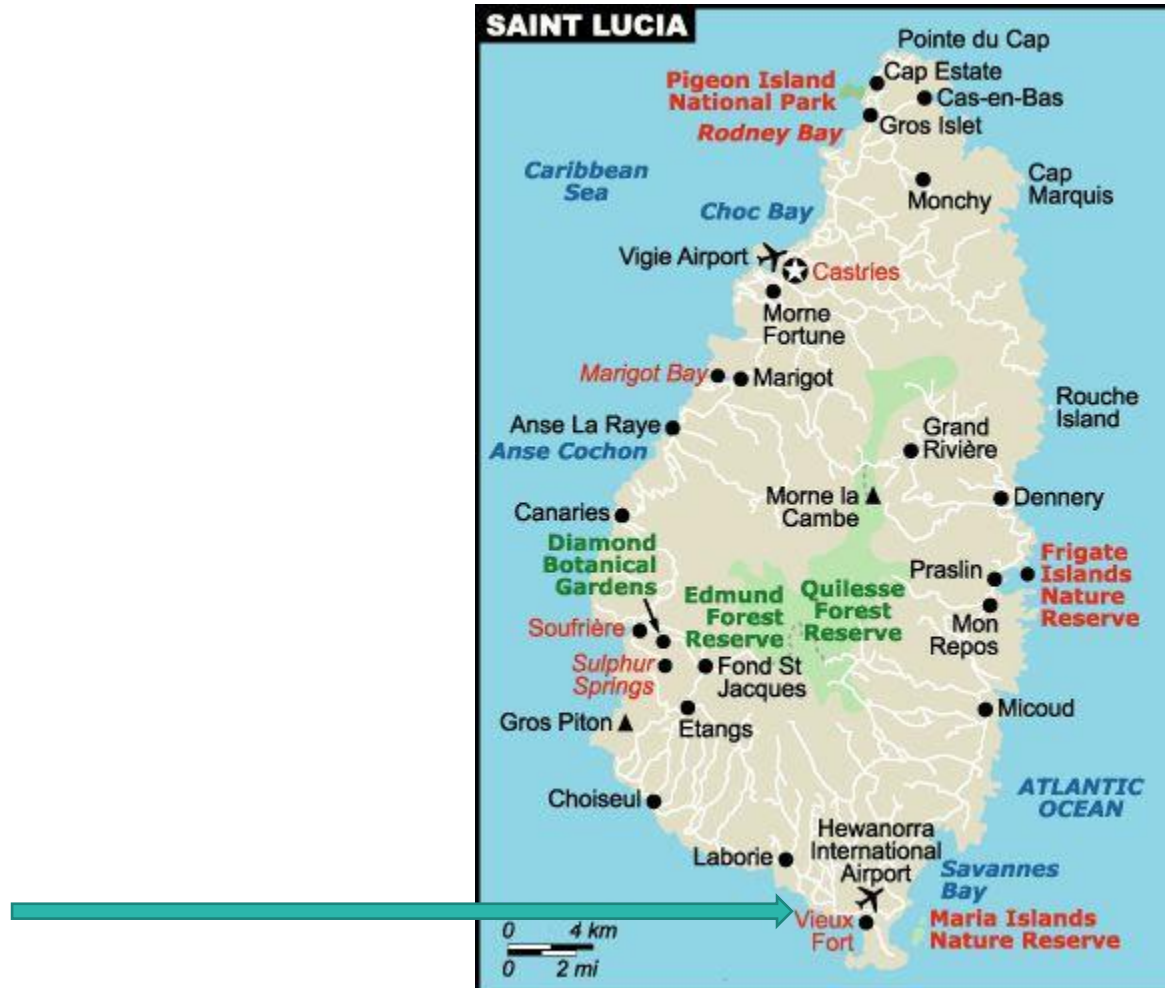 SAINT LUCIA
Pointe du Cap
Cap Estate
Pigeon Island
National Park
Cas-en-Bas
Gros Islet
Rodney Bay
Caribbean
Sea
Cap
Marquis
Monchy
Choc Bay
Vigie Airport
Castries
Morne
Fortune
Marigot Bay
Marigot
Rouche
Island
Anse La Raye
Anse Cochon
Grand
Rivière
Morne la
Cambe
Dennery
Canaries
Diamond
Botanical
Gardens
Edmund
Forest
Reserve
Quilesse
Forest
Reserve
Praslin
Frigate
Islands
Nature
Reserve
Mon
Repos
Soufrière
Sulphur
Springs
Fond St
Jacques
Gros Piton
Etangs
Micoud
ATLANTIC
OCEAN
Choiseul
Hewanorra
International
Airport
Laborie
Savannes
Bay
Vieux
Fort
Maria Islands
Nature Reserve
0 4 km
0 2 mi